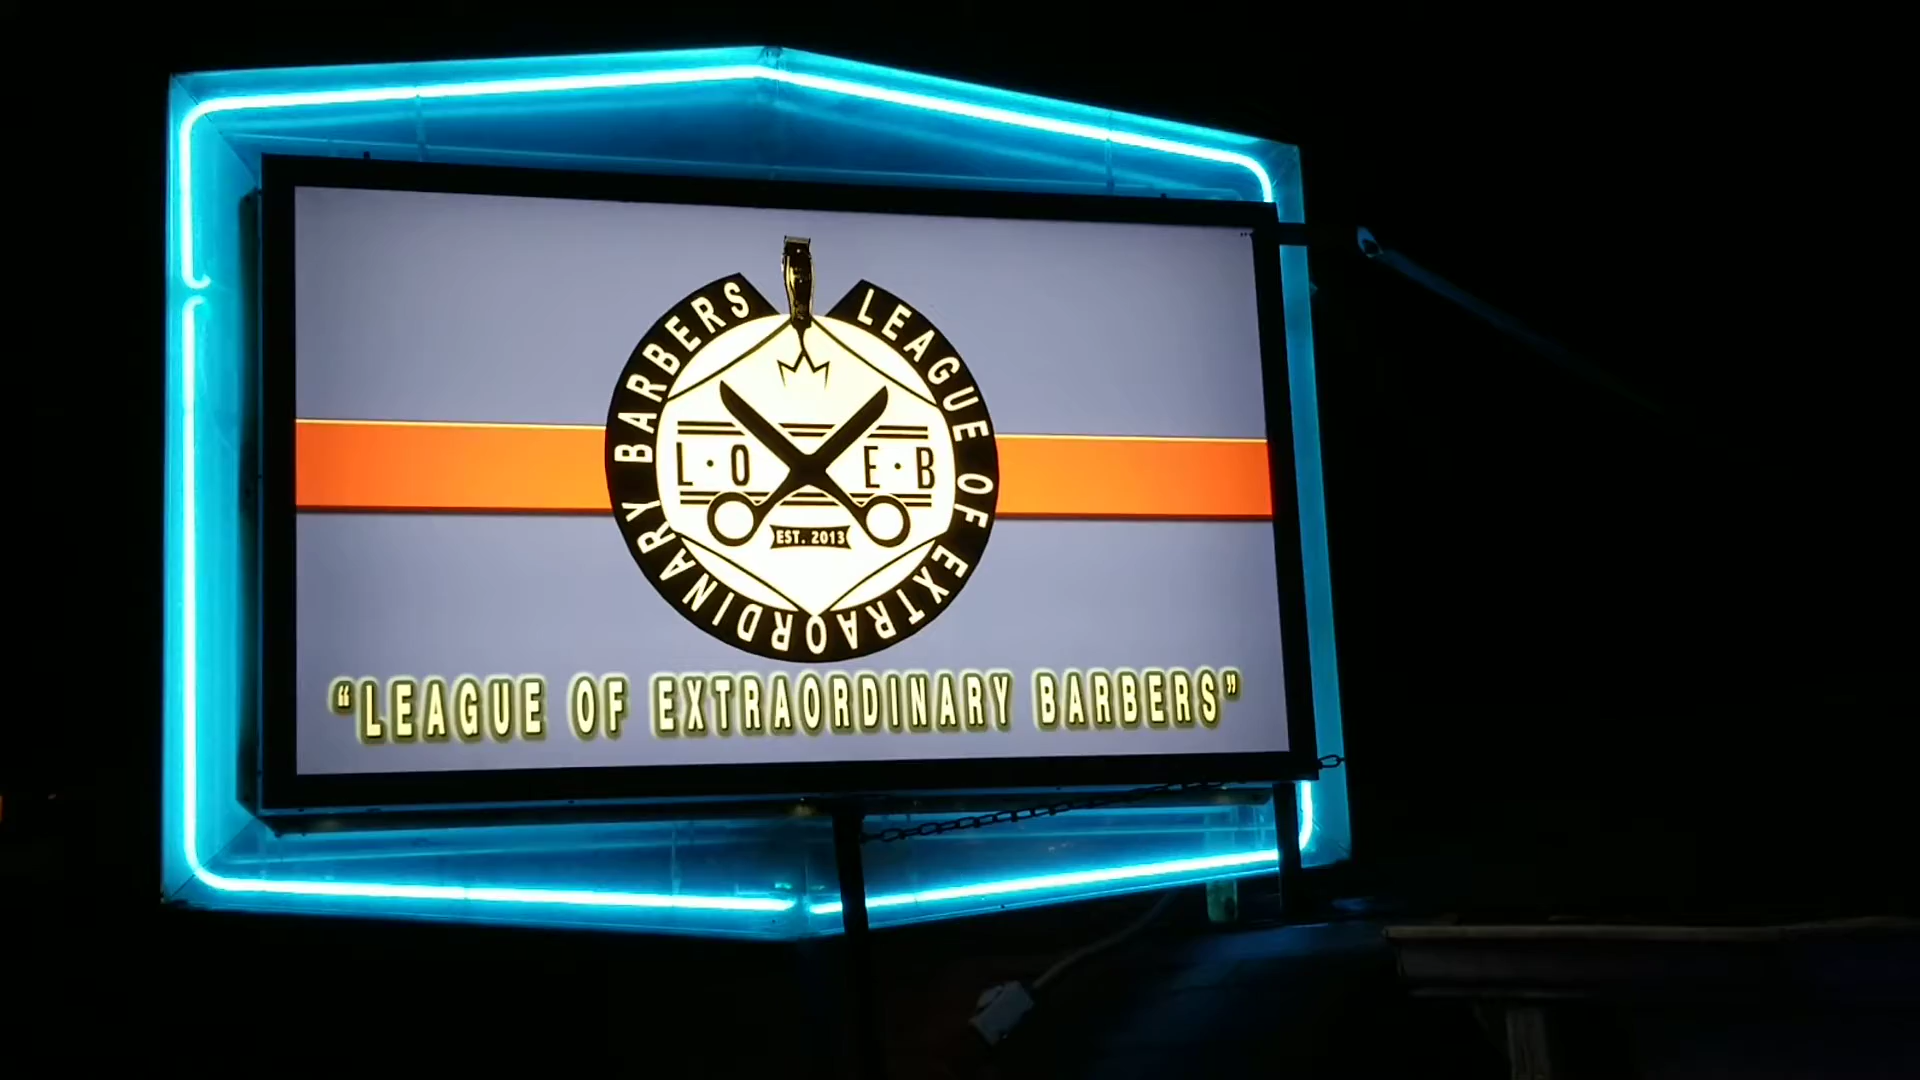 LEAGUE OF EXTRAORDINARY BARBERS
L·O E·B
EST. 2013
“LEAGUE OF EXTRAORDINARY BARBERS”